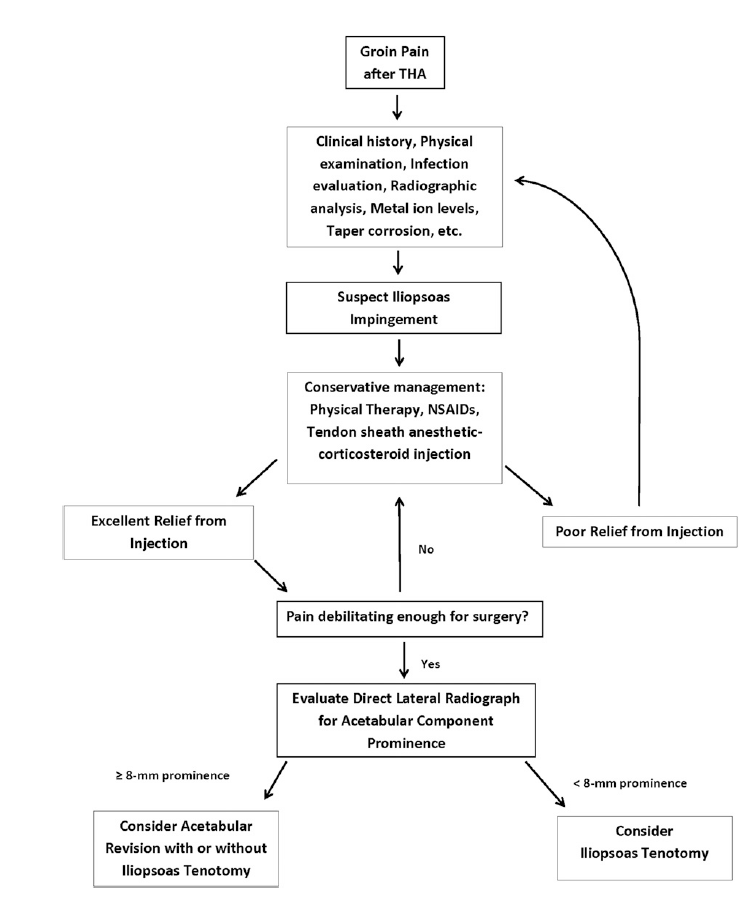 Groin Pain
after THA
Clinical history, Physical
examination, Infection
evaluation, Radiographic
analysis, Metal ion levels,
Taper corrosion, etc.
Suspect Iliopsoas
Impingement
Conservative management:
Physical Therapy, NSAIDs,
Tendon sheath anesthetic-
corticosteroid injection
Excellent Relief from
Injection
Poor Relief from Injection
No
Pain debilitating enough for surgery?
Yes
Evaluate Direct Lateral Radiograph
for Acetabular Component
Prominence
≥ 8-mm prominence
< 8-mm prominence
Consider Acetabular
Revision with or without
Iliopsoas Tenotomy
Consider
Iliopsoas Tenotomy